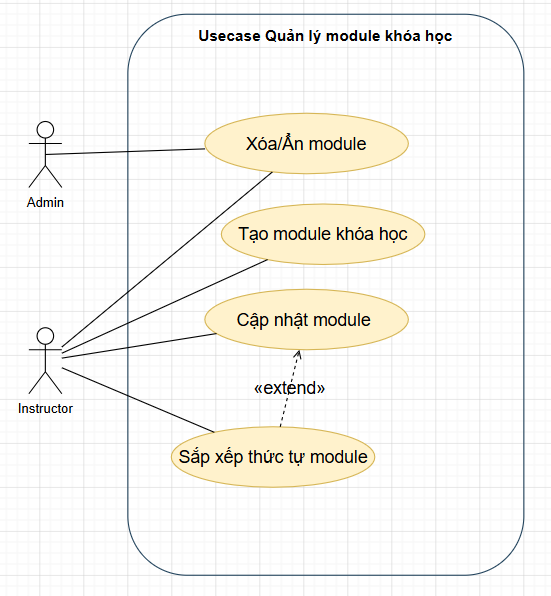 Usecase Quản lý module khóa học
Xóa/Ẩn module
Admin
Tạo module khóa học
Cập nhật module
Instructor
«extend»
Sắp xếp thức tự module